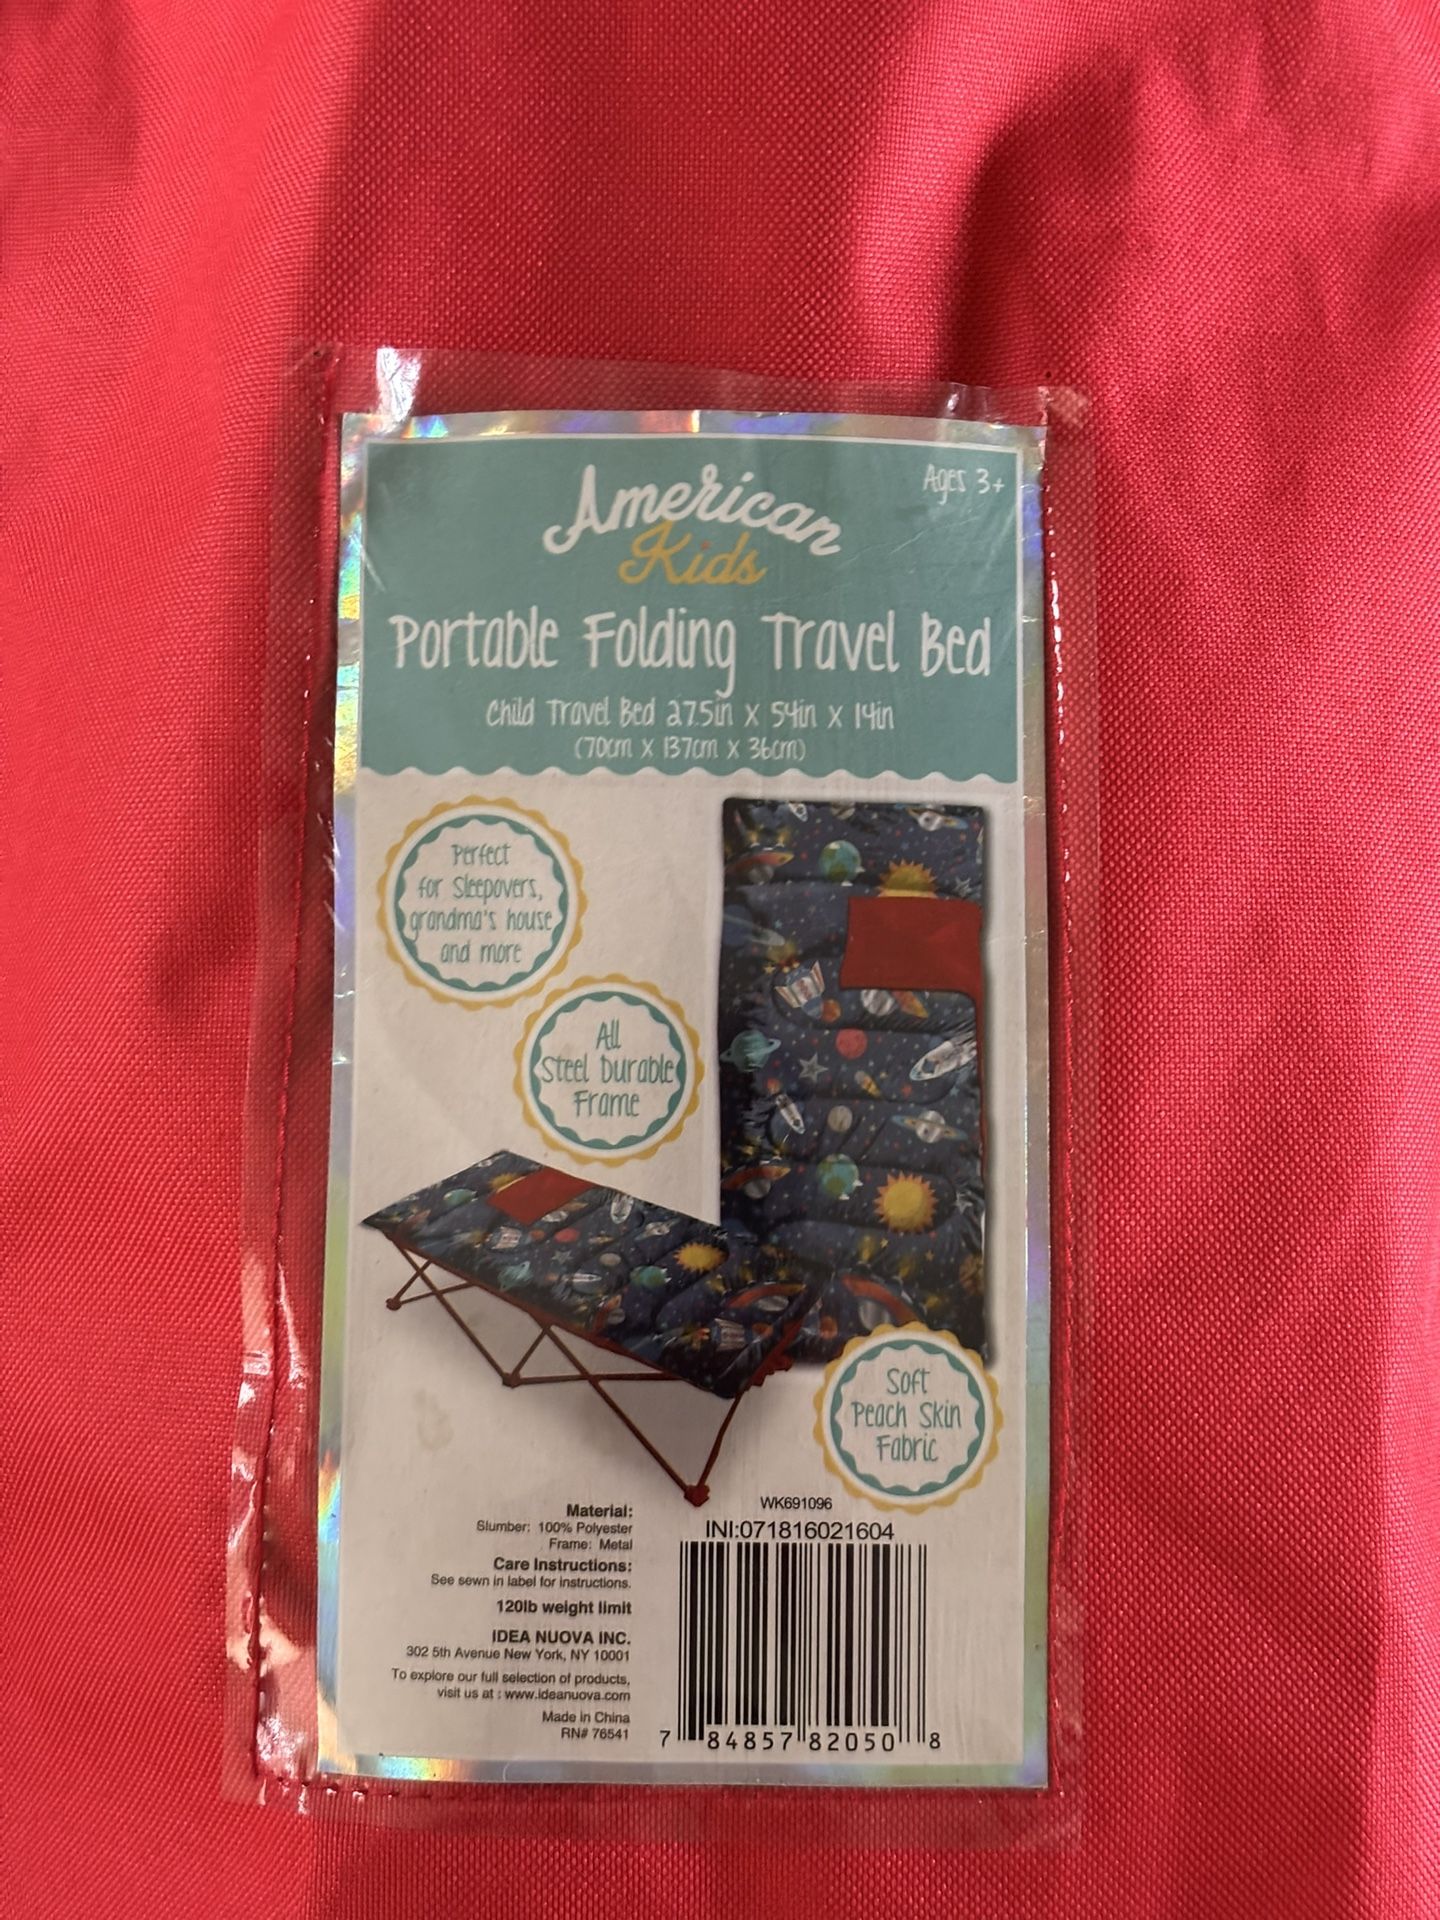 Ages 3+
American
Kids
Portable Folding Travel Bed
Child Travel Bed 27.5in x 54in x 14in
(70cm x 137cm x 36cm)
Perfect
for Sleepovers,
grandma's house
and more
All
Steel Durable
Frame
Soft
Peach Skin
Fabric
Material:
Slumber: 100% Polyester
Frame: Metal
Care Instructions:
See sewn in label for instructions.
120lb weight limit
IDEA NUOVA INC.
302 5th Avenue New York, NY 10001
To explore our full selection of products,
visit us at : www.ideanuova.com
Made in China
RN# 76541
WK691096
INI:071816021604
7 84857 82050 8